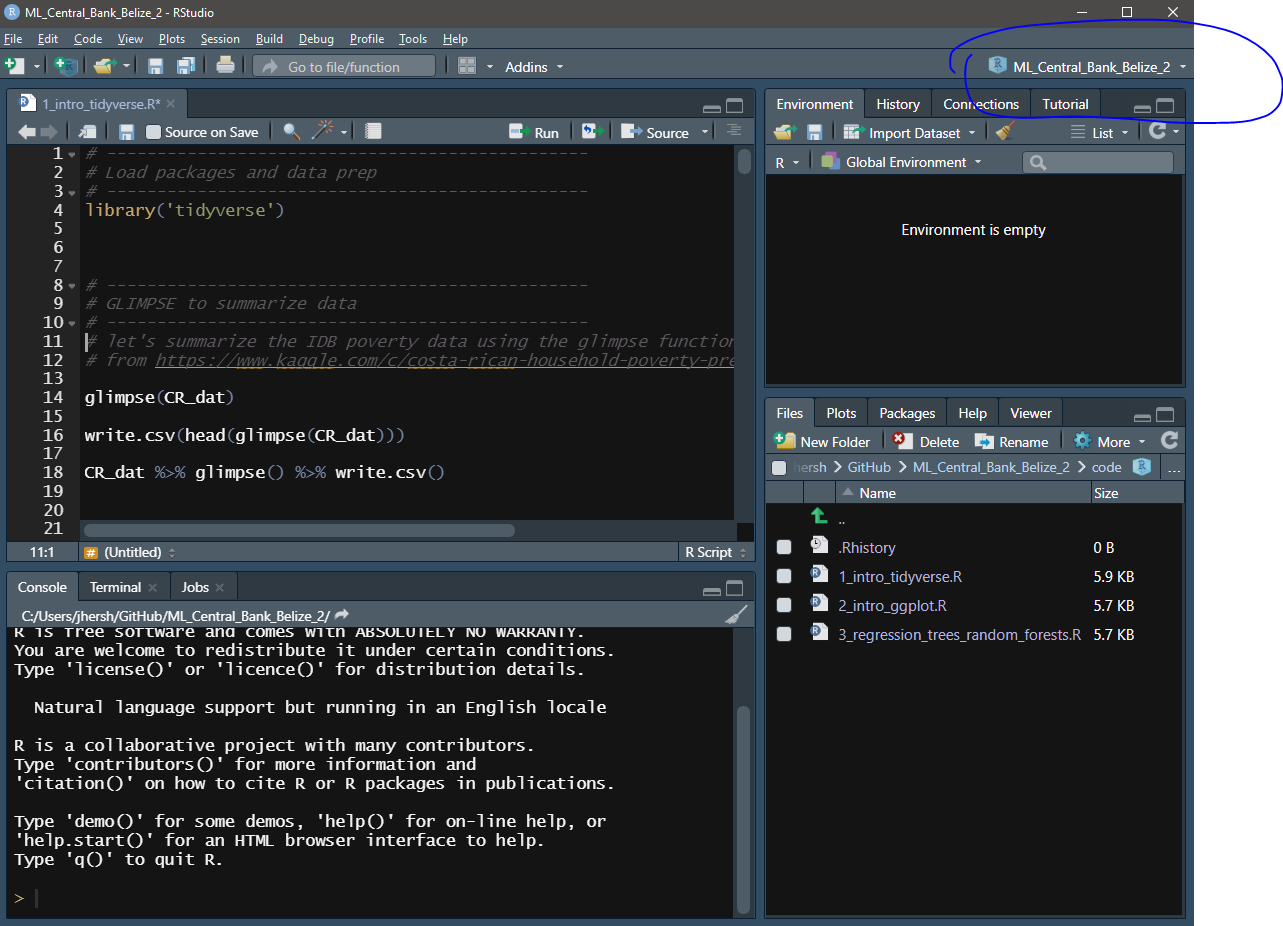 ML_Central_Bank_Belize_2 - RStudio
File Edit Code View Plots Session Build Debug Profile Tools Help
Go to file/function Addins ML_Central_Bank_Belize_2
1_intro_tidyverse.R*
Source on Save Run Source
1 # ------------------------------------------------
2 # Load packages and data prep
3 # ------------------------------------------------
4 library('tidyverse')
5
6
7
8 # ------------------------------------------------
9 # GLIMPSE to summarize data
10 # ------------------------------------------------
11 # let's summarize the IDB poverty data using the glimpse function
12 # from https://www.kaggle.com/c/costa-rican-household-poverty-pre
13
14 glimpse(CR_dat)
15
16 write.csv(head(glimpse(CR_dat)))
17
18 CR_dat %>% glimpse() %>% write.csv()
19
20
21
11:1 # (Untitled) R Script
Console Terminal Jobs
C:/Users/jhersh/GitHub/ML_Central_Bank_Belize_2/
R is free software and comes with ABSOLUTELY NO WARRANTY.
You are welcome to redistribute it under certain conditions.
Type 'license()' or 'licence()' for distribution details.
Natural language support but running in an English locale
R is a collaborative project with many contributors.
Type 'contributors()' for more information and
'citation()' on how to cite R or R packages in publications.
Type 'demo()' for some demos, 'help()' for on-line help, or
'help.start()' for an HTML browser interface to help.
Type 'q()' to quit R.
>
Environment History Connections Tutorial
Import Dataset List
R Global Environment
Environment is empty
Files Plots Packages Help Viewer
New Folder Delete Rename More
hersh > GitHub > ML_Central_Bank_Belize_2 > code ...
Name Size
..
.Rhistory 0 B
1_intro_tidyverse.R 5.9 KB
2_intro_ggplot.R 5.7 KB
3_regression_trees_random_forests.R 5.7 KB